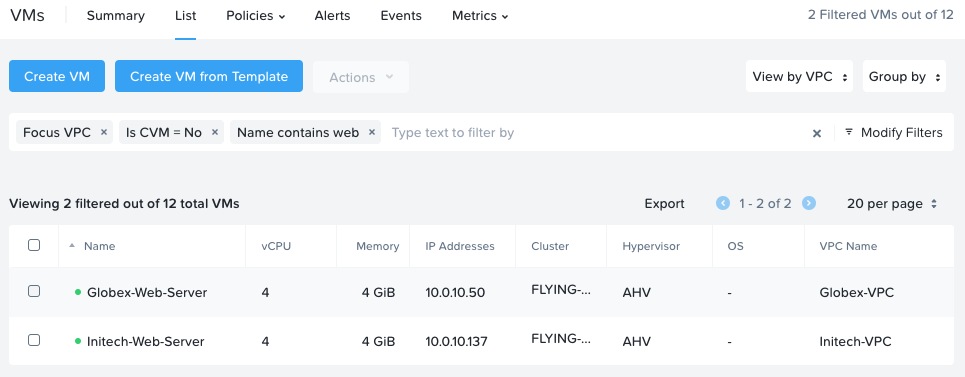 VMs Summary List Policies Alerts Events Metrics 2 Filtered VMs out of 12
Create VM Create VM from Template Actions View by VPC Group by
Focus VPC × Is CVM = No × Name contains web × Type text to filter by × Modify Filters
Viewing 2 filtered out of 12 total VMs Export 1 - 2 of 2 20 per page
Name vCPU Memory IP Addresses Cluster Hypervisor OS VPC Name
Globex-Web-Server 4 4 GiB 10.0.10.50 FLYING-... AHV - Globex-VPC
Initech-Web-Server 4 4 GiB 10.0.10.137 FLYING-... AHV - Initech-VPC